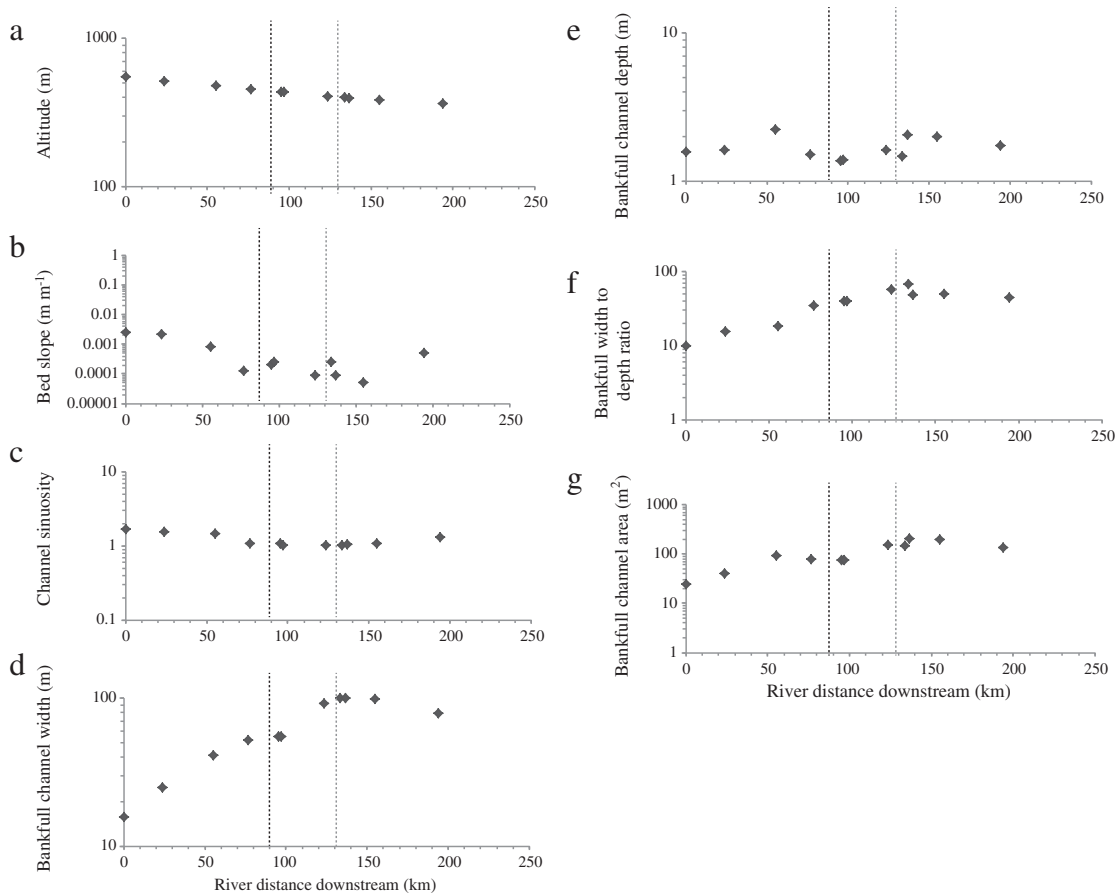 a
Altitude (m)
1000
100
0 50 100 150 200 250
b
Bed slope (m m-1)
1
0.1
0.01
0.001
0.0001
0.00001
0 50 100 150 200 250
c
Channel sinuosity
10
1
0.1
0 50 100 150 200 250
d
Bankfull channel width (m)
100
10
0 50 100 150 200 250
River distance downstream (km)
e
Bankfull channel depth (m)
10
1
0 50 100 150 200 250
f
Bankfull width to
depth ratio
100
10
1
0 50 100 150 200 250
g
Bankfull channel area (m2)
1000
100
10
1
0 50 100 150 200 250
River distance downstream (km)